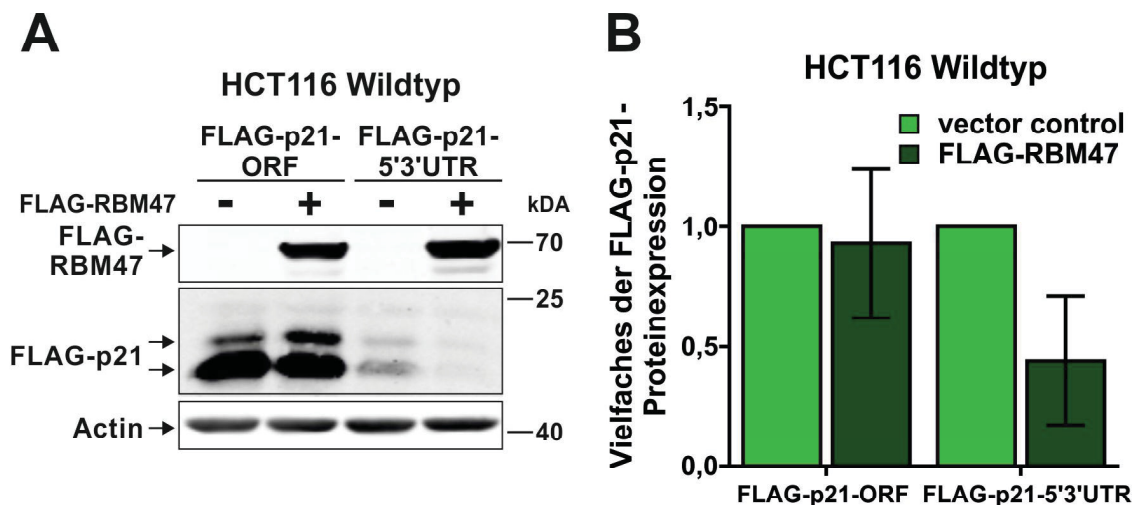 A
HCT116 Wildtyp
FLAG-p21-
ORF
FLAG-p21-
5'3'UTR
FLAG-RBM47 - + - + kDA
FLAG-
RBM47
70
25
FLAG-p21
Actin
40
B
HCT116 Wildtyp
Vielfaches der FLAG-p21-
Proteinexpression
1,5
1,0
0,5
0,0
vector control
FLAG-RBM47
FLAG-p21-ORF FLAG-p21-5'3'UTR